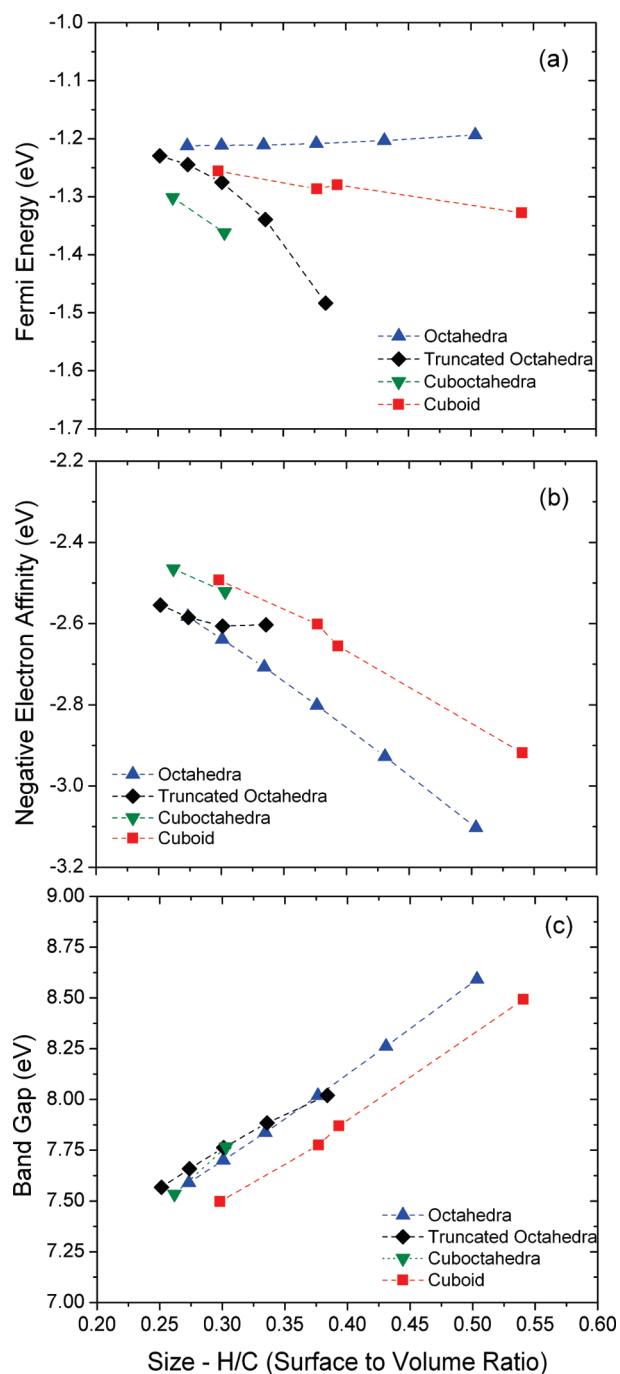 -1.0
(a)
-1.1
-1.2
-1.3
-1.4
-1.5
-1.6
-1.7
Fermi Energy (eV)
Octahedra
Truncated Octahedra
Cuboctahedra
Cuboid
-2.2
(b)
-2.4
-2.6
-2.8
-3.0
-3.2
Negative Electron Affinity (eV)
Octahedra
Truncated Octahedra
Cuboctahedra
Cuboid
9.00
(c)
8.75
8.50
8.25
8.00
7.75
7.50
7.25
7.00
Band Gap (eV)
Octahedra
Truncated Octahedra
Cuboctahedra
Cuboid
0.20 0.25 0.30 0.35 0.40 0.45 0.50 0.55 0.60
Size - H/C (Surface to Volume Ratio)